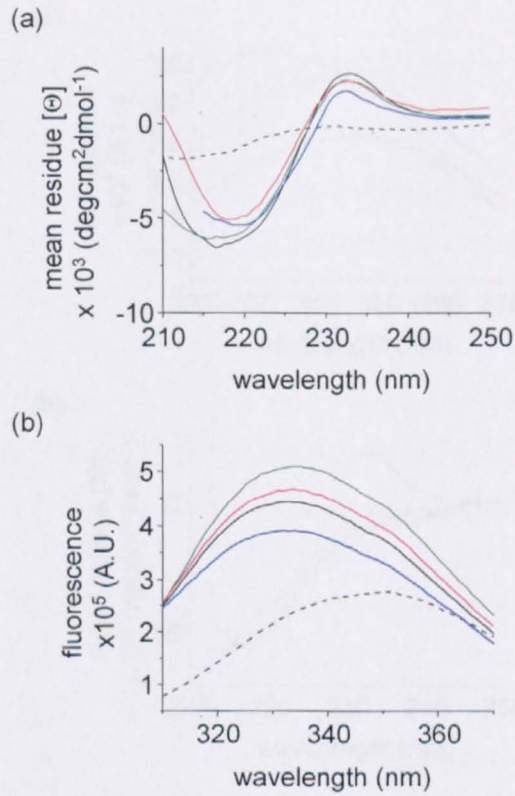 (a)
mean residue [Θ]
x 10³ (degcm²dmol⁻¹)
0
-5
-10
210 220 230 240 250
wavelength (nm)
(b)
fluorescence
x10⁵ (A.U.)
5
4
3
2
1
320 340 360
wavelength (nm)